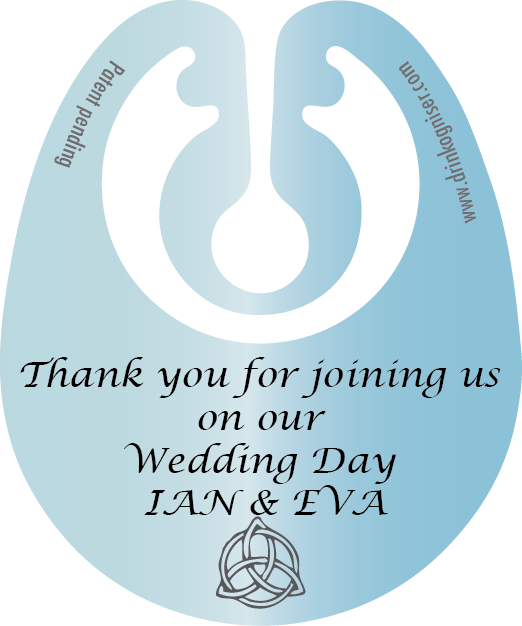 Patent pending
www.drinkogniser.com
Thank you for joining us
on our
Wedding Day
IAN & EVA